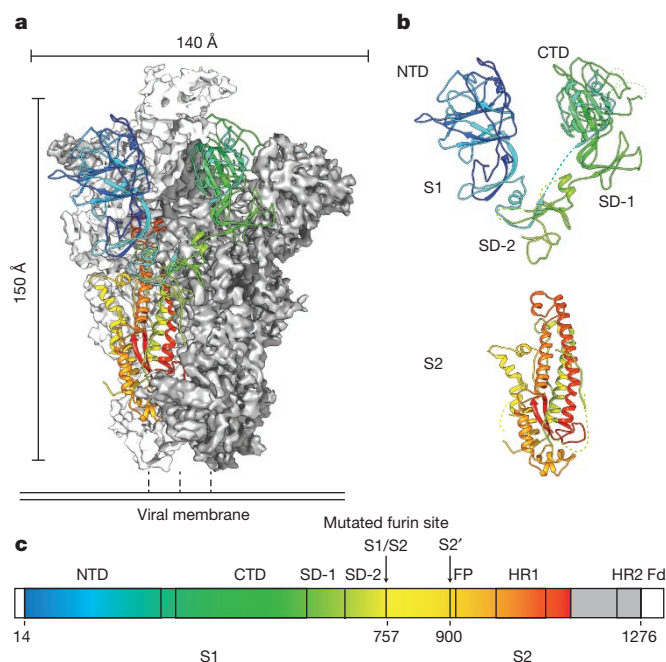 a
140 Å
150 Å
Viral membrane
b
NTD
CTD
S1
SD-1
SD-2
S2
Mutated furin site
c
S1/S2
S2′
NTD CTD SD-1 SD-2 FP HR1 HR2 Fd
14 757 900 1276
S1 S2